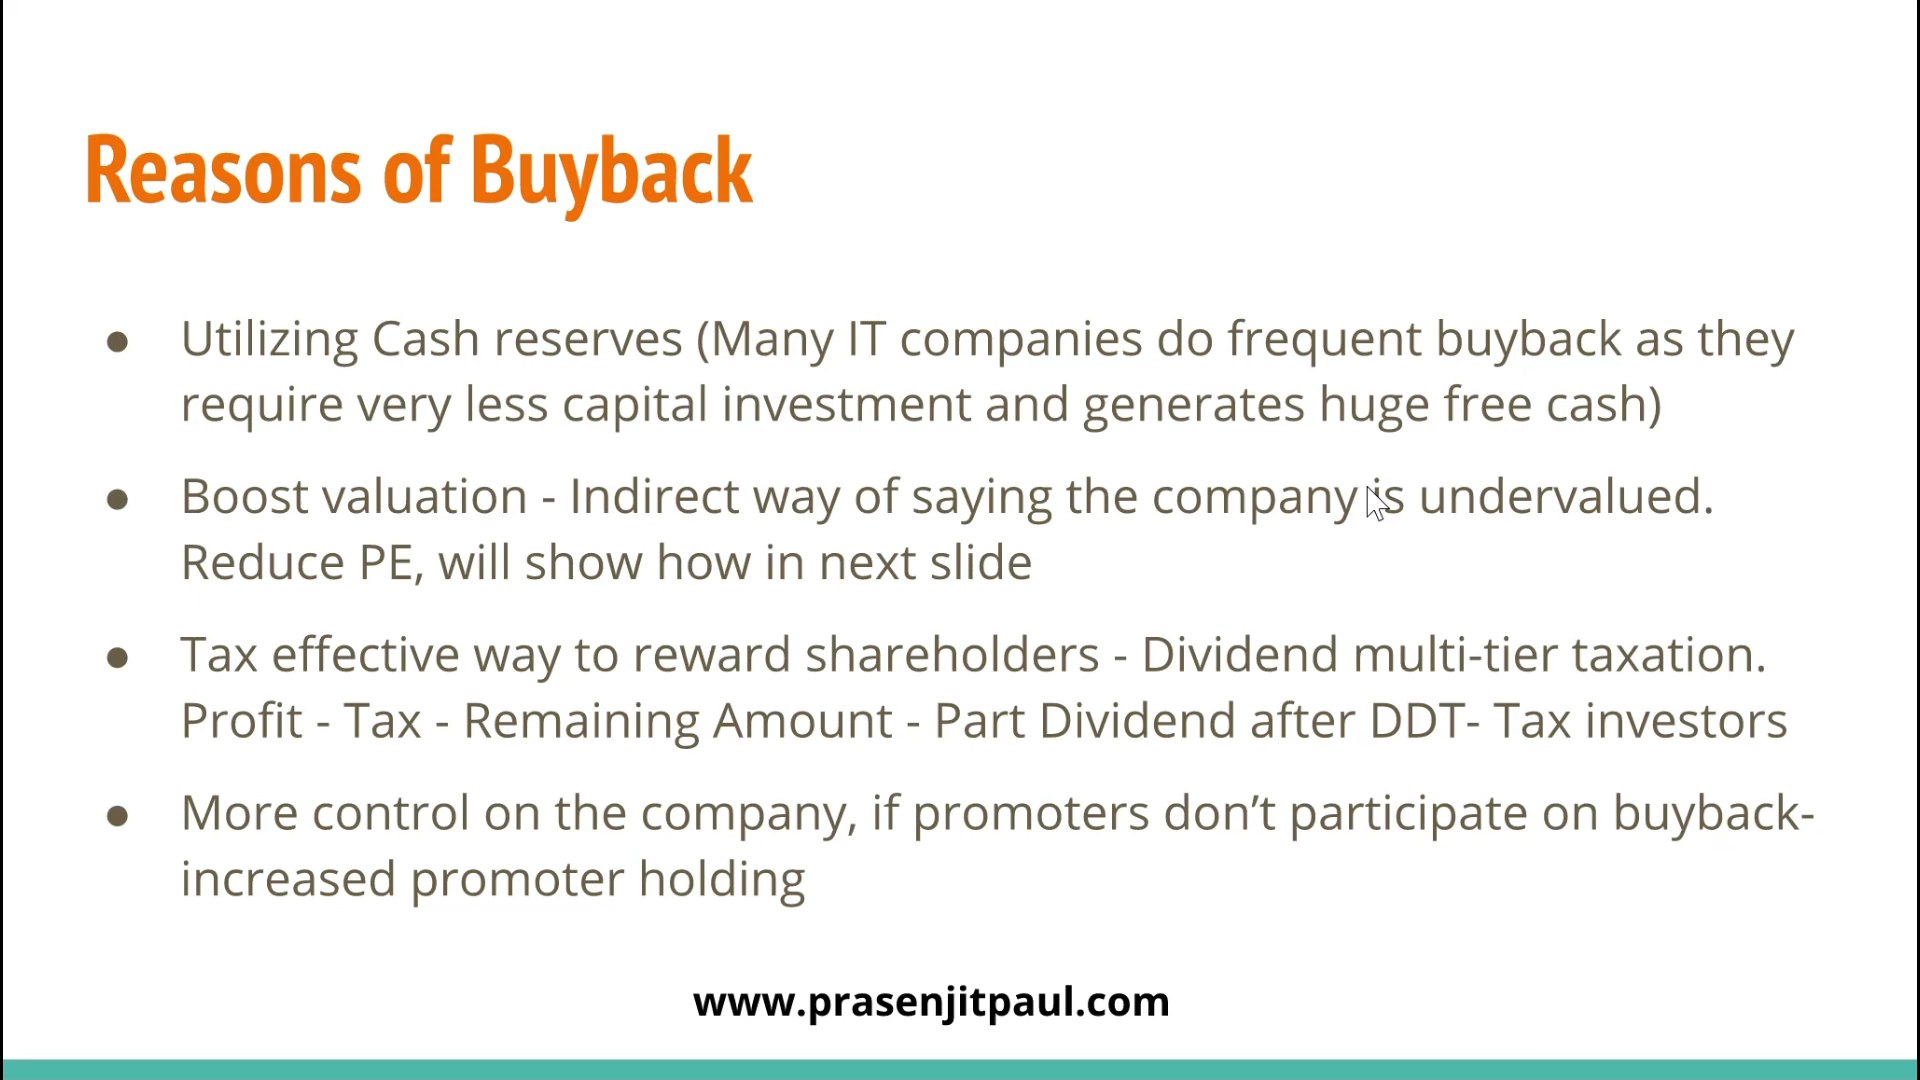 Reasons of Buyback
● Utilizing Cash reserves (Many IT companies do frequent buyback as they
require very less capital investment and generates huge free cash)
● Boost valuation - Indirect way of saying the company is undervalued.
Reduce PE, will show how in next slide
● Tax effective way to reward shareholders - Dividend multi-tier taxation.
Profit - Tax - Remaining Amount - Part Dividend after DDT- Tax investors
● More control on the company, if promoters don’t participate on buyback-
increased promoter holding
www.prasenjitpaul.com